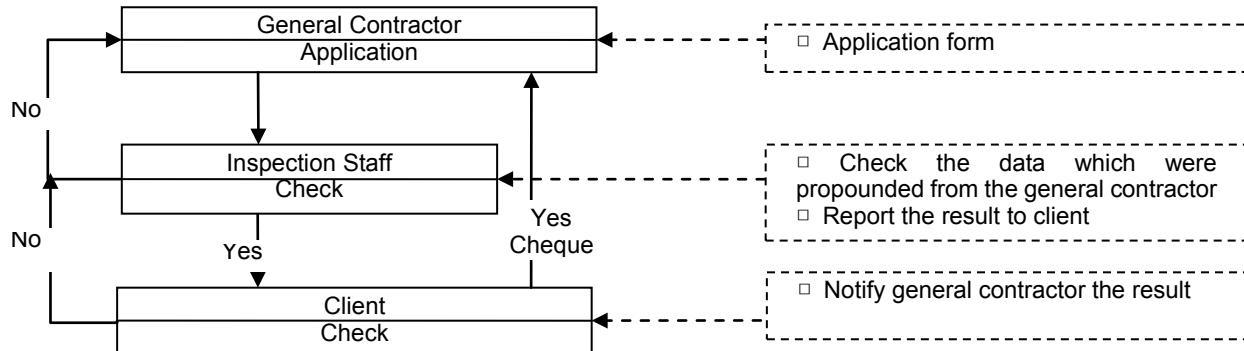 General Contractor
Application
□ Application form
No
Inspection Staff
Check
□ Check the data which were
propounded from the general contractor
□ Report the result to client
Yes
Cheque
No
Yes
Client
Check
□ Notify general contractor the result